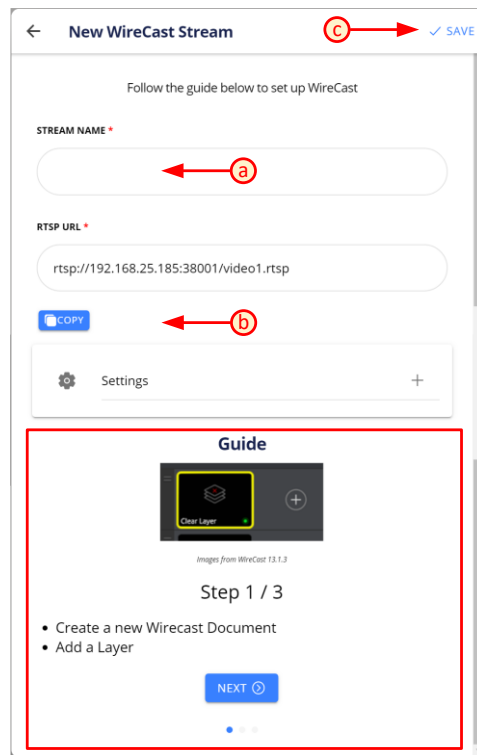 New WireCast Stream
c
SAVE
Follow the guide below to set up WireCast
STREAM NAME *
a
RTSP URL *
rtsp://192.168.25.185:38001/video1.rtsp
COPY
b
Settings
Guide
Clear Layer
Images from WireCast 13.1.3
Step 1 / 3
• Create a new Wirecast Document
• Add a Layer
NEXT